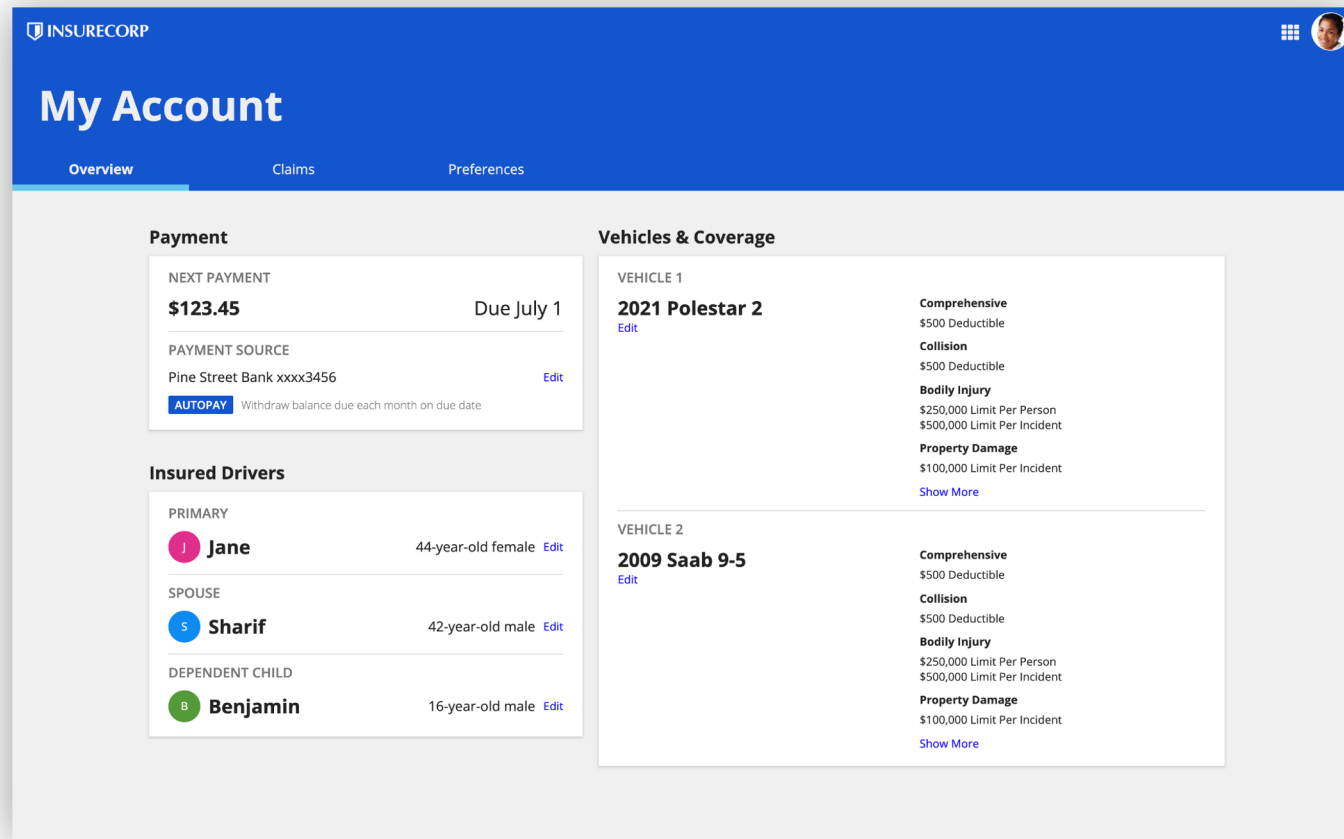 INSURECORP
My Account
Overview Claims Preferences
Payment
NEXT PAYMENT
$123.45 Due July 1
PAYMENT SOURCE
Pine Street Bank xxxx3456 Edit
AUTOPAY Withdraw balance due each month on due date
Insured Drivers
PRIMARY
J Jane 44-year-old female Edit
SPOUSE
S Sharif 42-year-old male Edit
DEPENDENT CHILD
B Benjamin 16-year-old male Edit
Vehicles & Coverage
VEHICLE 1
2021 Polestar 2
Edit
Comprehensive
$500 Deductible
Collision
$500 Deductible
Bodily Injury
$250,000 Limit Per Person
$500,000 Limit Per Incident
Property Damage
$100,000 Limit Per Incident
Show More
VEHICLE 2
2009 Saab 9-5
Edit
Comprehensive
$500 Deductible
Collision
$500 Deductible
Bodily Injury
$250,000 Limit Per Person
$500,000 Limit Per Incident
Property Damage
$100,000 Limit Per Incident
Show More